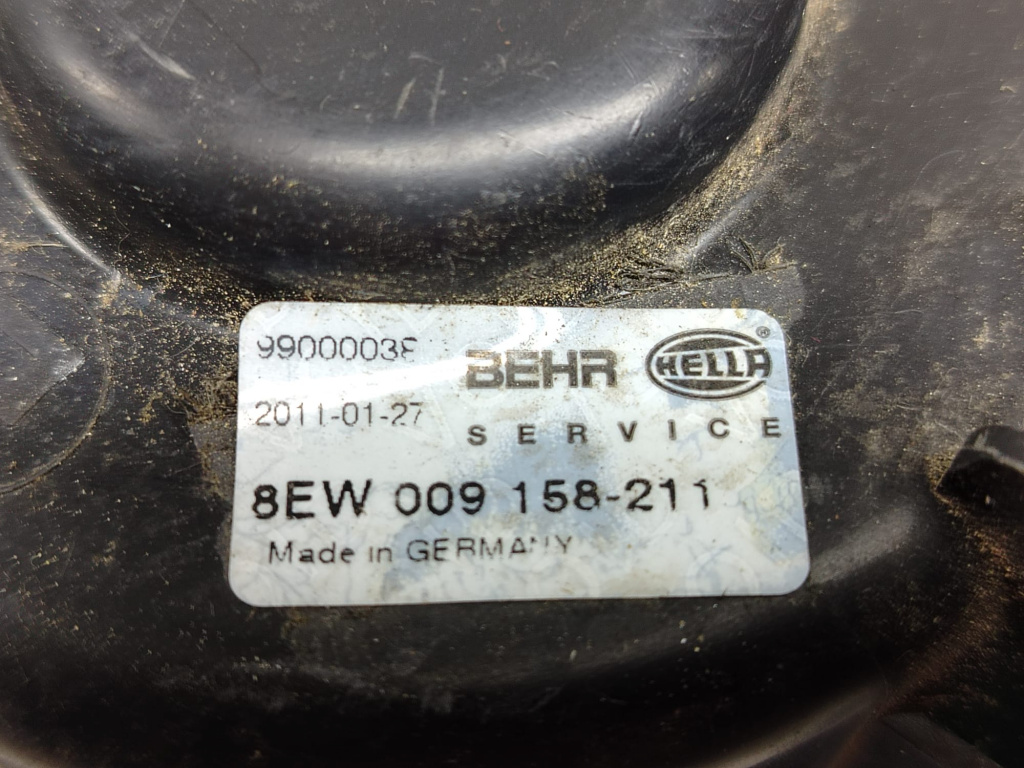 99000038
BEHR HELLA®
2011-01-27
SERVICE
8EW 009 158-211
Made in GERMANY